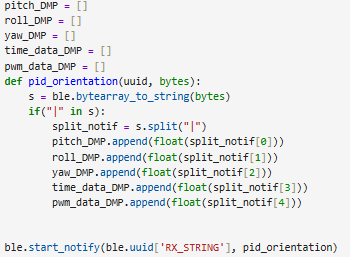 pitch_DMP = []
roll_DMP = []
yaw_DMP = []
time_data_DMP = []
pwm_data_DMP = []
def pid_orientation(uuid, bytes):
    s = ble.bytearray_to_string(bytes)
    if("|" in s):
        split_notif = s.split("|")
        pitch_DMP.append(float(split_notif[0]))
        roll_DMP.append(float(split_notif[1]))
        yaw_DMP.append(float(split_notif[2]))
        time_data_DMP.append(float(split_notif[3]))
        pwm_data_DMP.append(float(split_notif[4]))
ble.start_notify(ble.uuid['RX_STRING'], pid_orientation)